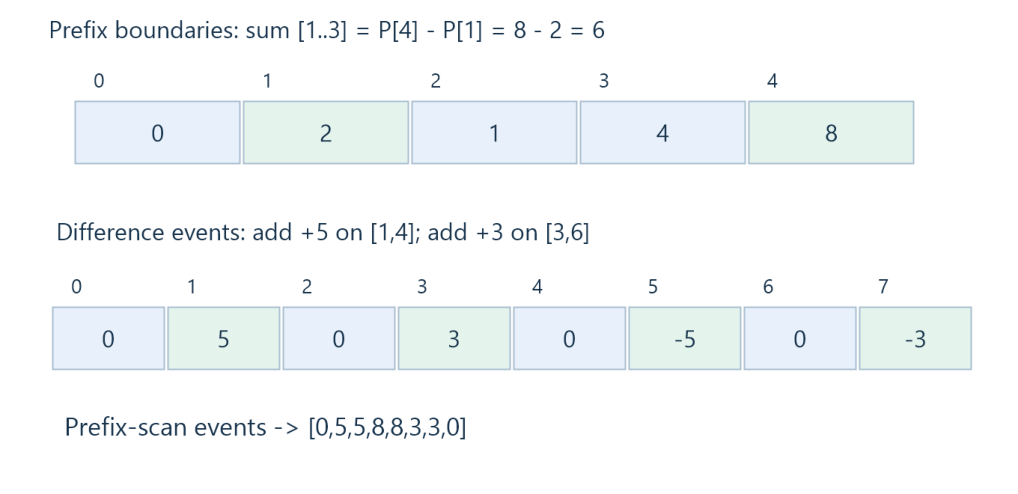 Prefix boundaries: sum [1..3] = P[4] - P[1] = 8 - 2 = 6
0 1 2 3 4
0 2 1 4 8
Difference events: add +5 on [1,4]; add +3 on [3,6]
0 1 2 3 4 5 6 7
0 5 0 3 0 -5 0 -3
Prefix-scan events -> [0,5,5,8,8,3,3,0]